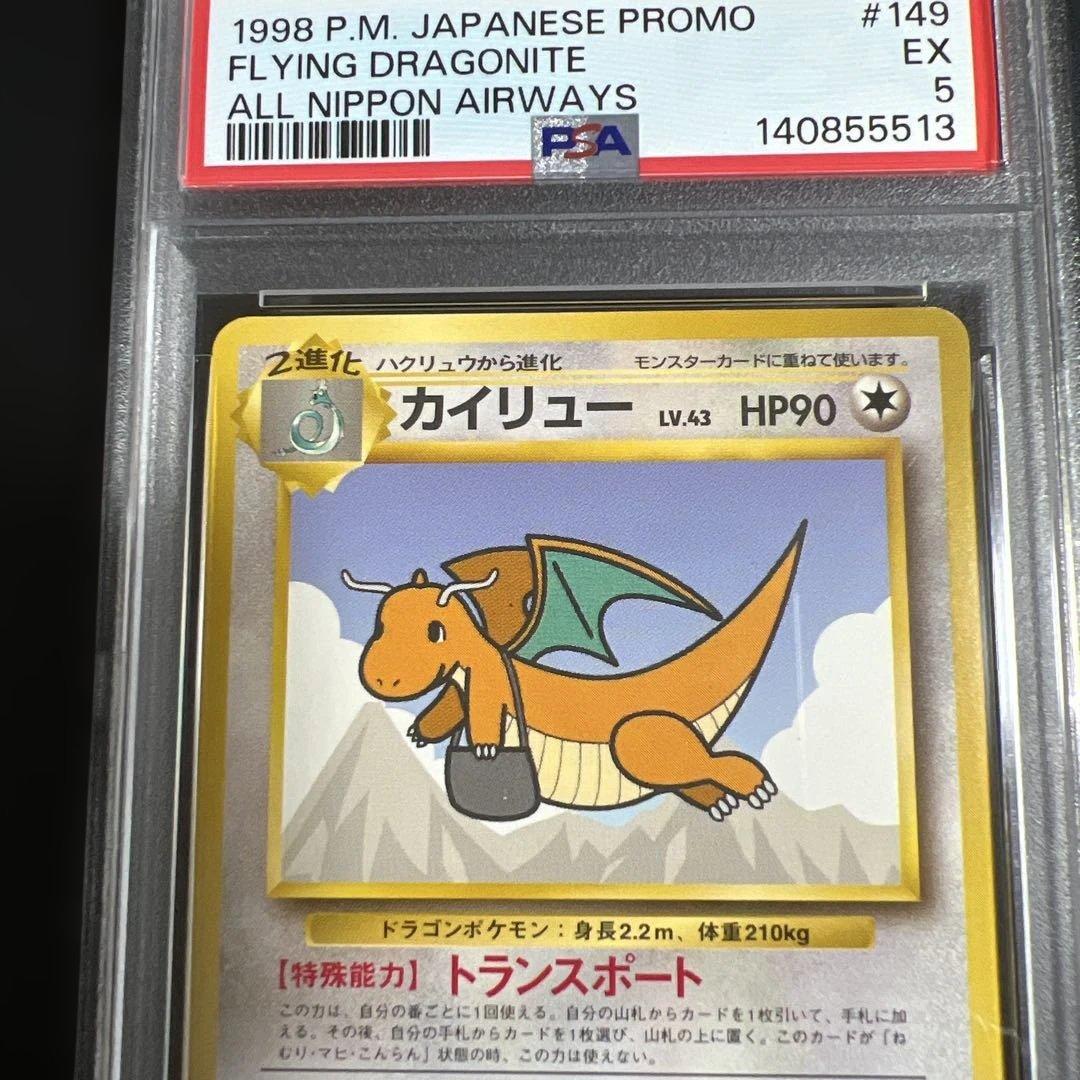 1998 P.M. JAPANESE PROMO #149
FLYING DRAGONITE EX
ALL NIPPON AIRWAYS 5
PSA 140855513
2進化 ハクリュウから進化 モンスターカードに重ねて使います。
カイリュー LV.43 HP90
ドラゴンポケモン：身長2.2m、体重210kg
【特殊能力】トランスポート
この力は、自分の番ごとに1回使える。自分の山札からカードを1枚引いて、手札に加
える。その後、自分の手札からカードを1枚選び、山札の上に置く。このカードが「ね
むり・マヒ・こんらん」状態の時、この力は使えない。